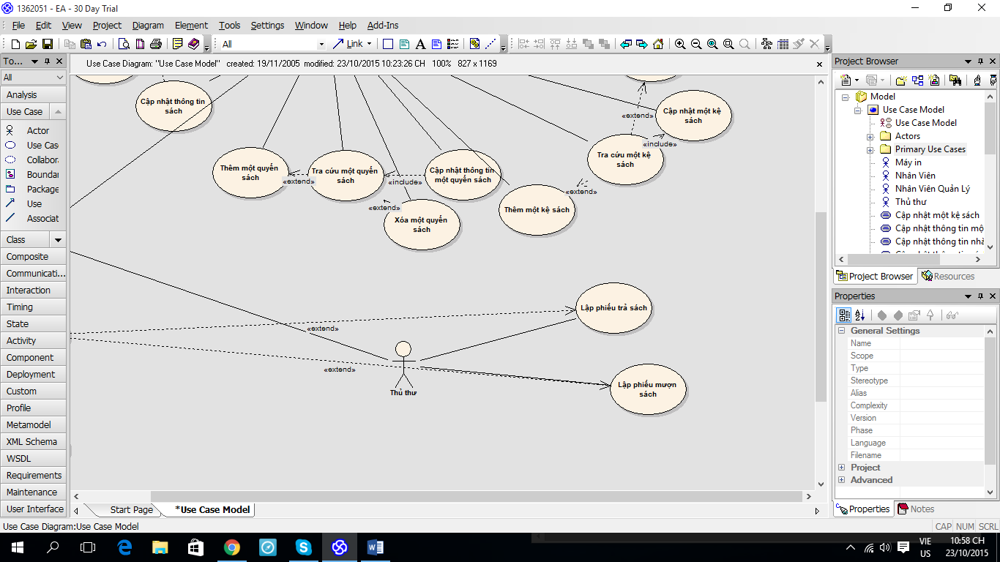 1362051 - EA - 30 Day Trial
File Edit View Project Diagram Element Tools Settings Window Help Add-Ins
All
Link
To...
All
Analysis
Use Case
Actor
Use Cas
Collabora
Boundar
Package
Use
Associat
Class
Composite
Communicati...
Interaction
Timing
State
Activity
Component
Deployment
Custom
Profile
Metamodel
XML Schema
WSDL
Requirements
Maintenance
User Interface
Use Case Diagram: "Use Case Model" created: 19/11/2005 modified: 23/10/2015 10:23:26 CH 100% 827 x 1169
Cập nhật thông tin
sách
Thêm một quyển
sách
«extend»
Tra cứu một quyển
sách
«include»
Cập nhật thông tin
một quyển sách
«extend»
Xóa một quyển
sách
Thêm một kệ sách
«extend»
Tra cứu một kệ
sách
«extend»
«include»
Cập nhật một kệ
sách
Lập phiếu trả sách
«extend»
«extend»
Thủ thư
Lập phiếu mượn
sách
Start Page
*Use Case Model
Project Browser
Model
Use Case Model
Use Case Model
Actors
Primary Use Cases
Máy in
Nhân Viên
Nhân Viên Quản Lý
Thủ thư
Cập nhật một kệ sách
Cập nhật thông tin mộ
Cập nhật thông tin nhà
Project Browser
Resources
Properties
General Settings
Name
Scope
Type
Stereotype
Alias
Complexity
Version
Phase
Language
Filename
Project
Advanced
Properties
Notes
Use Case Diagram:Use Case Model
CAP NUM SCRL
VIE
US
10:58 CH
23/10/2015